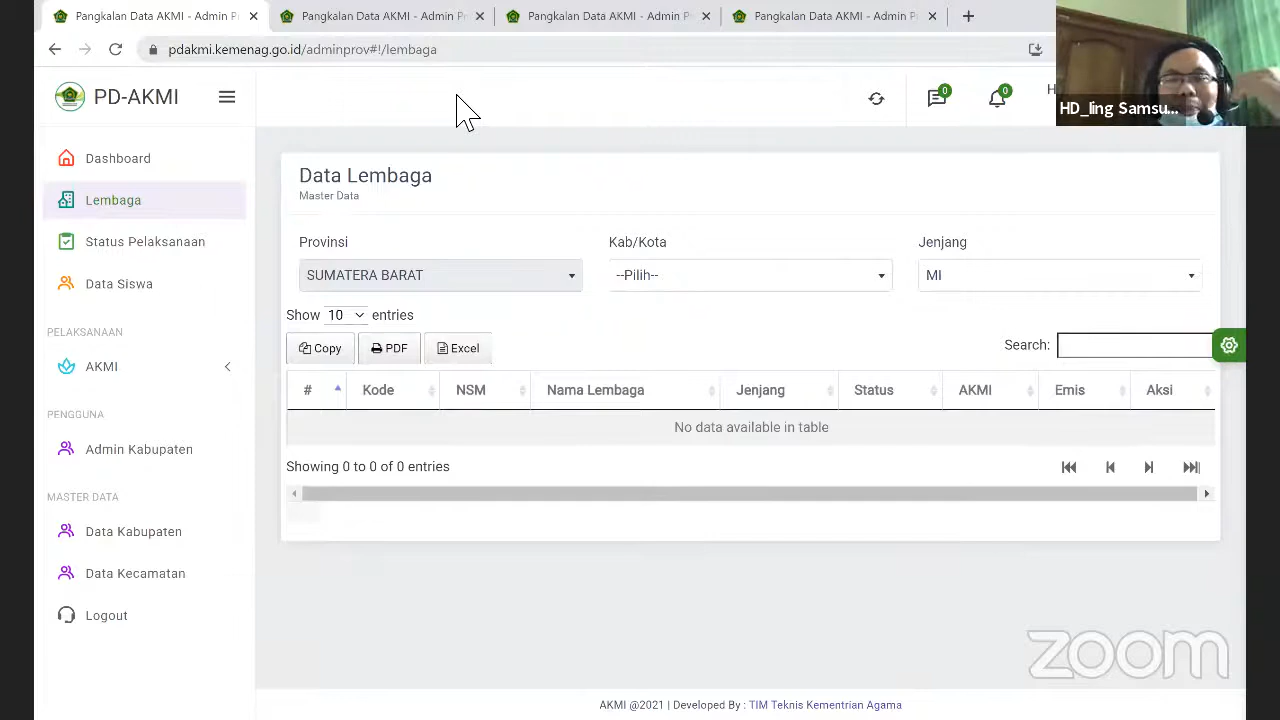 Pangkalan Data AKMI - Admin P
Pangkalan Data AKMI - Admin P
Pangkalan Data AKMI - Admin P
Pangkalan Data AKMI - Admin P
pdakmi.kemenag.go.id/adminprov/lembaga
PD-AKMI
0
0
H
HD_Iing Samsu...
Dashboard
Lembaga
Status Pelaksanaan
Data Siswa
PELAKSANAAN
AKMI
PENGGUNA
Admin Kabupaten
MASTER DATA
Data Kabupaten
Data Kecamatan
Logout
Data Lembaga
Master Data
Provinsi Kab/Kota Jenjang
SUMATERA BARAT --Pilih-- MI
Show 10 entries
Copy PDF Excel Search:
# Kode NSM Nama Lembaga Jenjang Status AKMI Emis Aksi
No data available in table
Showing 0 to 0 of 0 entries
zoom
AKMI @2021 | Developed By : TIM Teknis Kementrian Agama